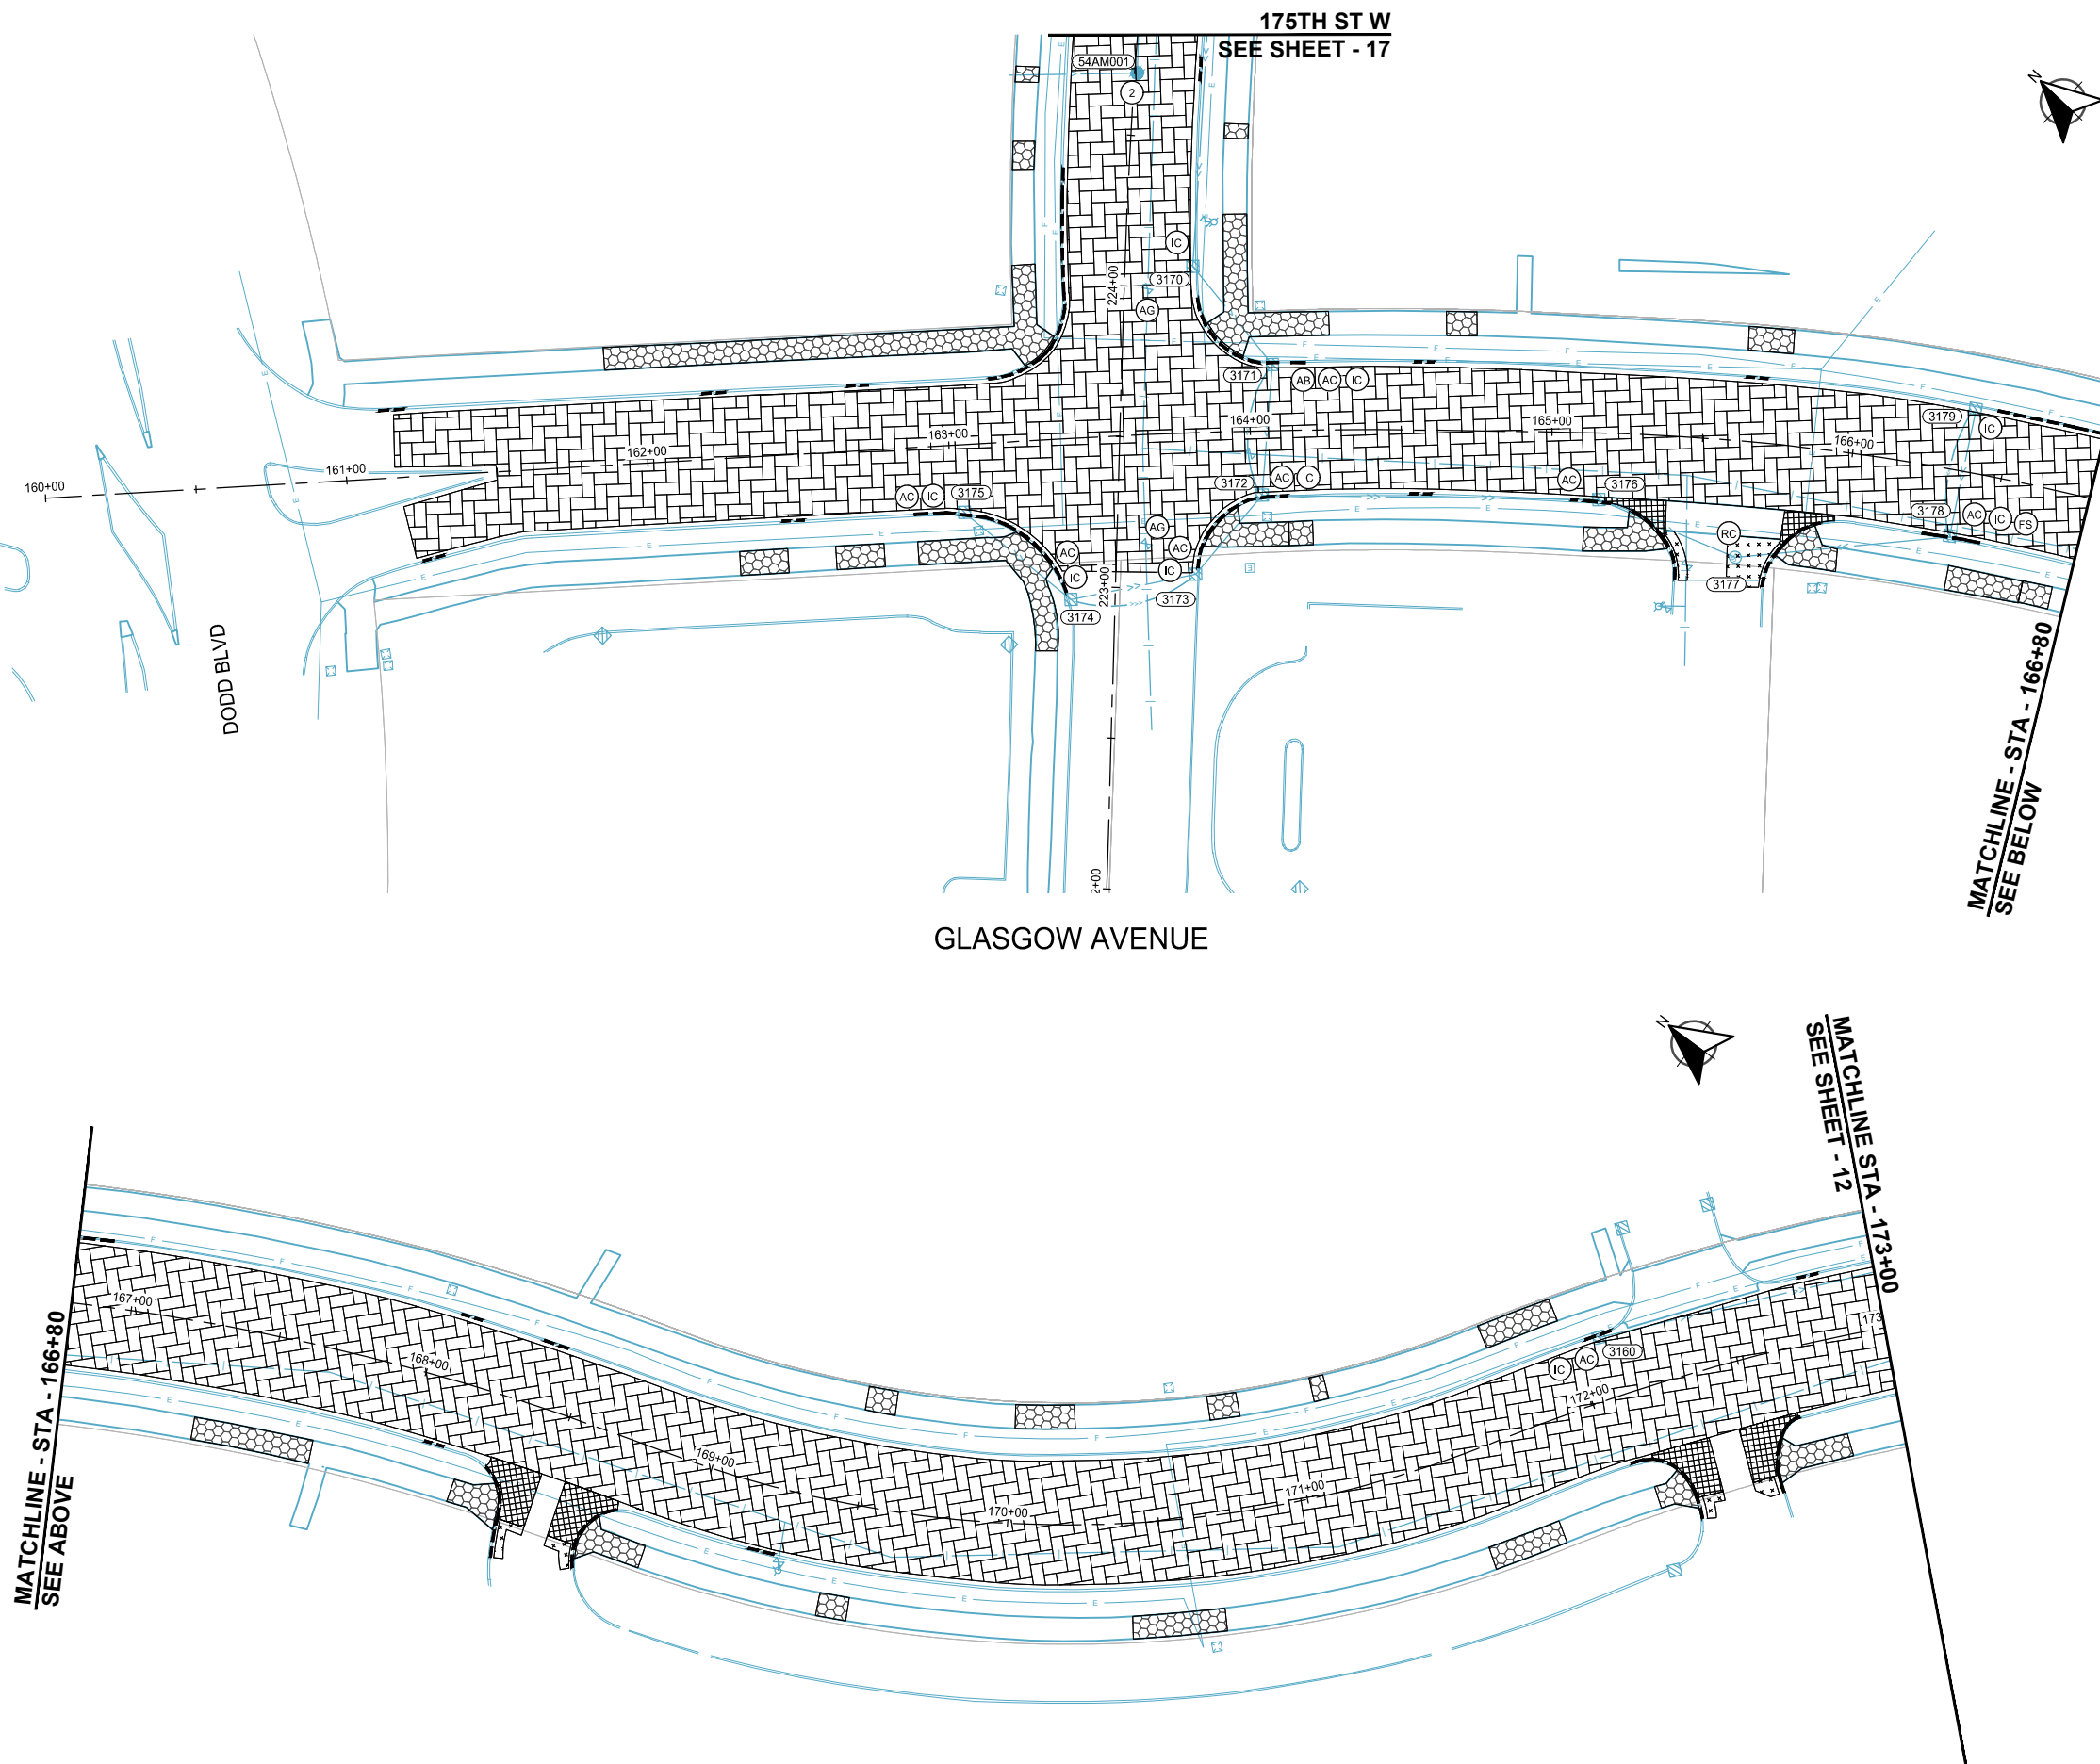 175TH ST W
SEE SHEET - 17
54AM001
2
N
IC
3170
224+00
AG
3171
AB
AC
IC
3179
IC
160+00
161+00
162+00
163+00
164+00
165+00
166+00
AC
IC
3175
3172
AC
IC
AC
3176
3178
AC
IC
FS
AG
AC
AC
IC
IC
RC
3177
3174
3173
223+00
2+00
DODD BLVD
MATCHLINE - STA - 166+80
SEE BELOW
GLASGOW AVENUE
N
MATCHLINE STA - 173+00
SEE SHEET - 12
MATCHLINE - STA - 166+80
SEE ABOVE
167+00
168+00
169+00
170+00
171+00
172+00
173
IC
AC
3160